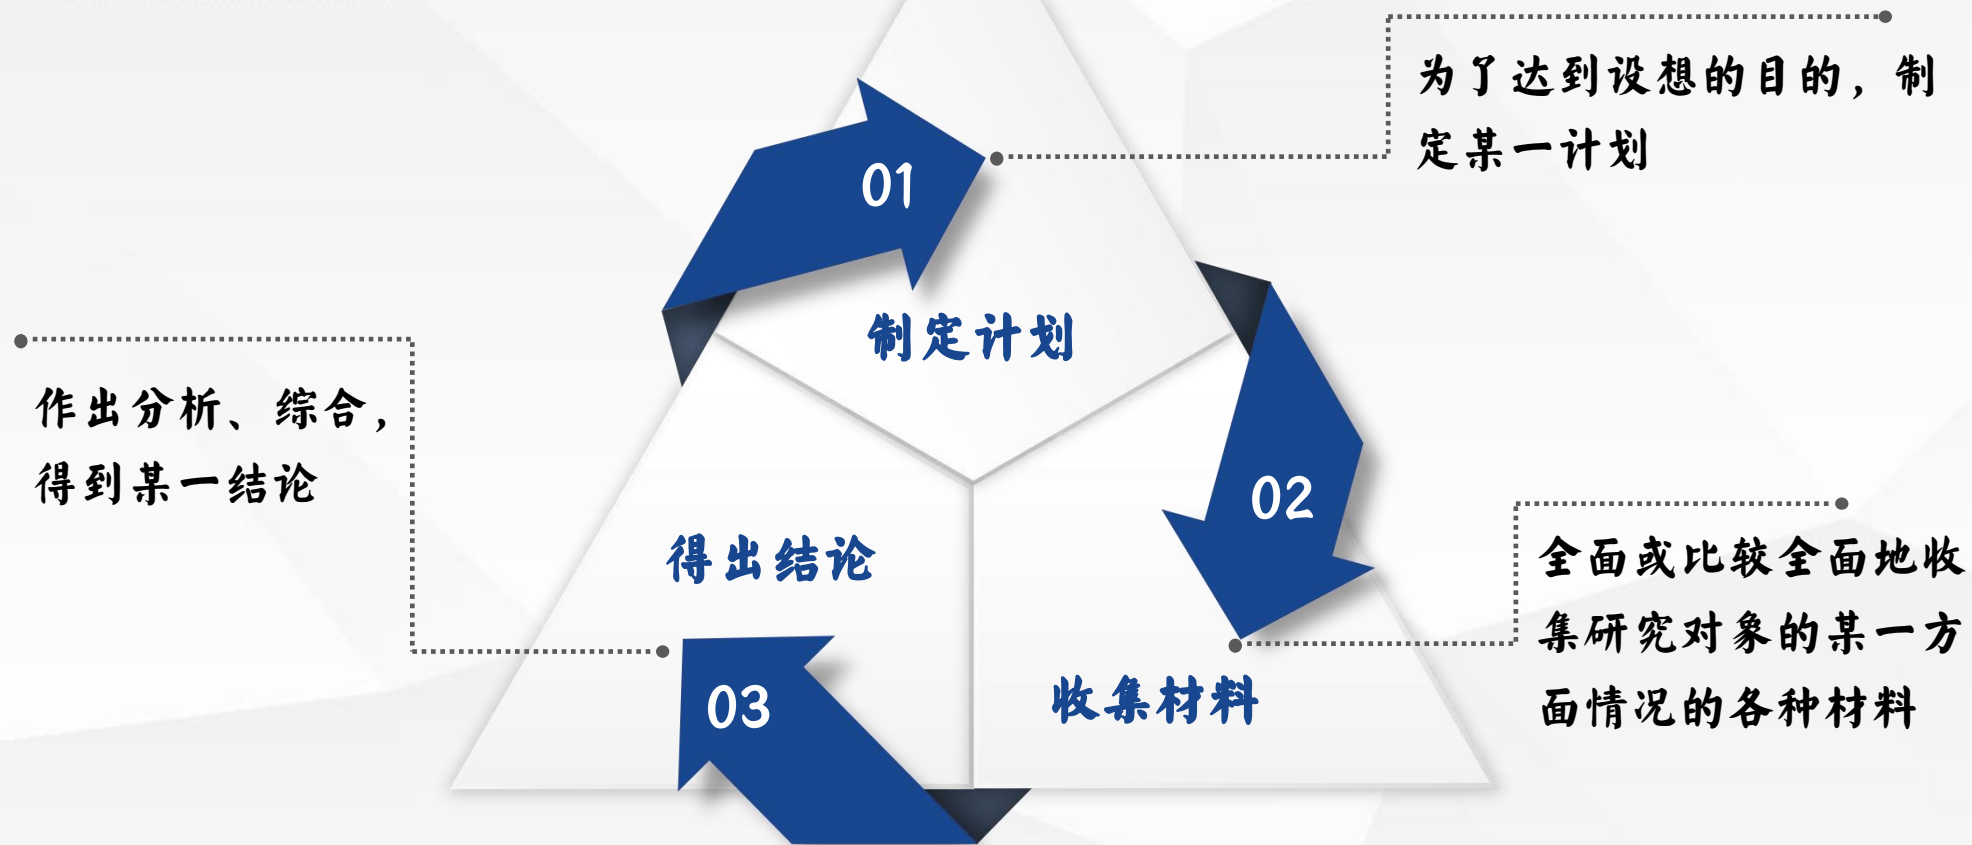 01
制定计划
为了达到设想的目的，制
定某一计划
02
收集材料
全面或比较全面地收
集研究对象的某一方
面情况的各种材料
03
得出结论
作出分析、综合，
得到某一结论